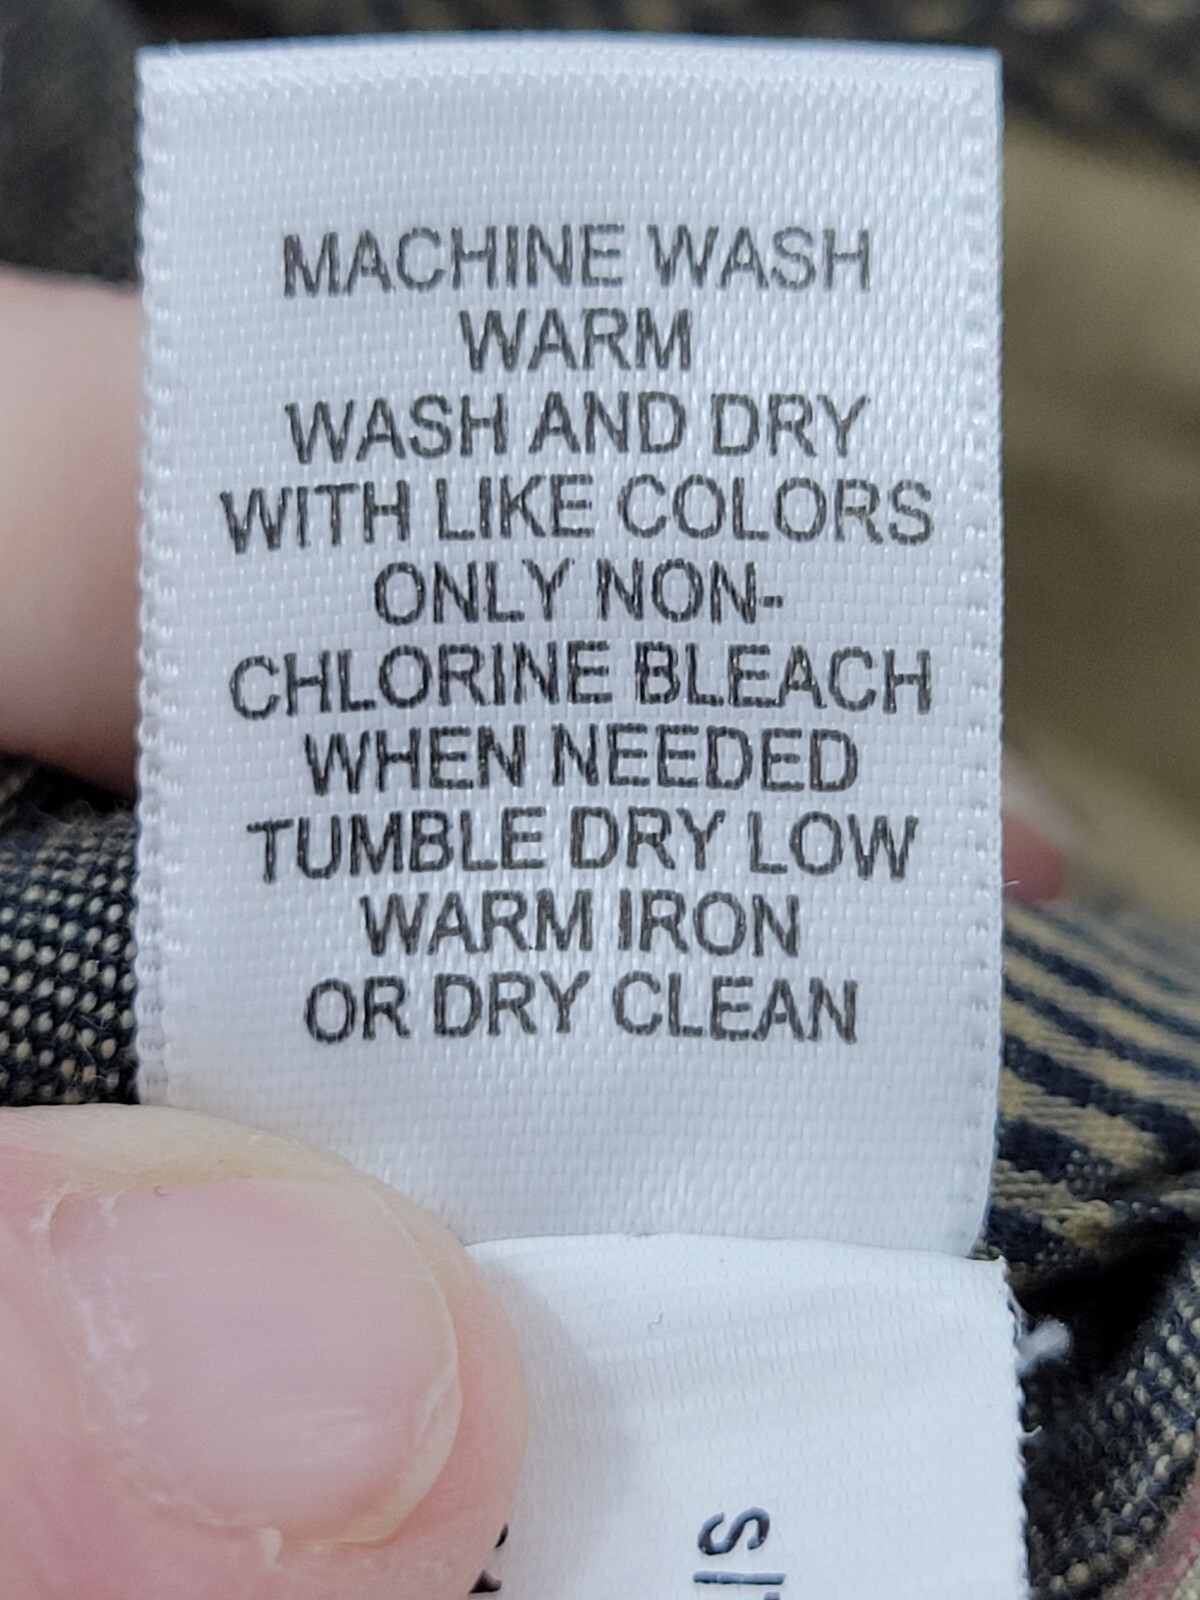 MACHINE WASH
WARM
WASH AND DRY
WITH LIKE COLORS
ONLY NON-
CHLORINE BLEACH
WHEN NEEDED
TUMBLE DRY LOW
WARM IRON
OR DRY CLEAN